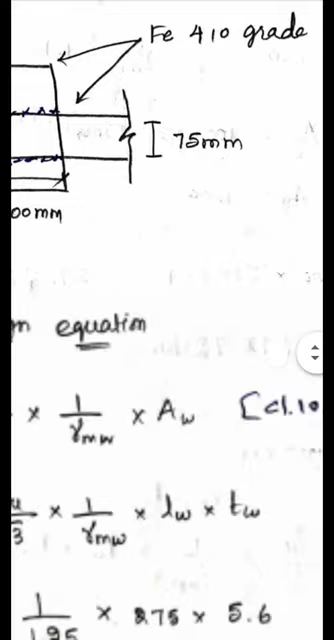 Fe 410 grade
75mm
00mm
m equation
× 1/γmw × Aw [cl.10
u/3 × 1/γmw × lw × tw
1/1.25 × 275 × 5.6